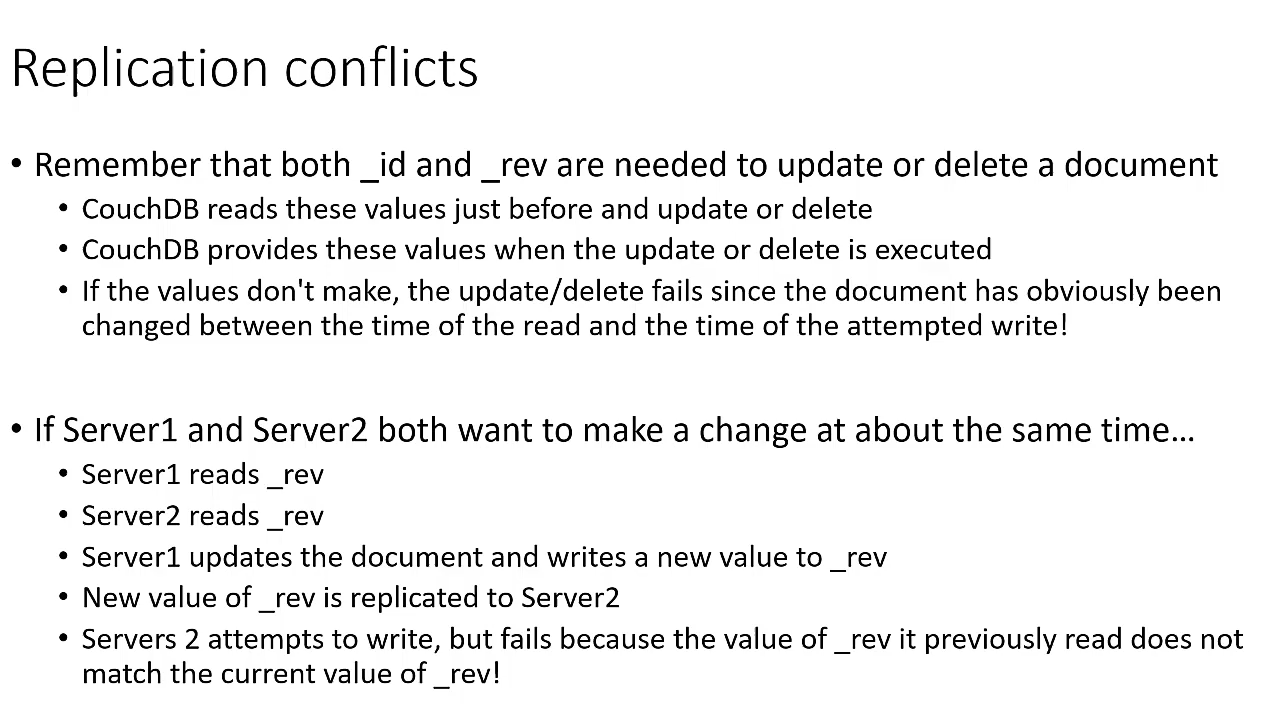 Replication conflicts
• Remember that both _id and _rev are needed to update or delete a document
• CouchDB reads these values just before and update or delete
• CouchDB provides these values when the update or delete is executed
• If the values don't make, the update/delete fails since the document has obviously been
changed between the time of the read and the time of the attempted write!
• If Server1 and Server2 both want to make a change at about the same time…
• Server1 reads _rev
• Server2 reads _rev
• Server1 updates the document and writes a new value to _rev
• New value of _rev is replicated to Server2
• Servers 2 attempts to write, but fails because the value of _rev it previously read does not
match the current value of _rev!